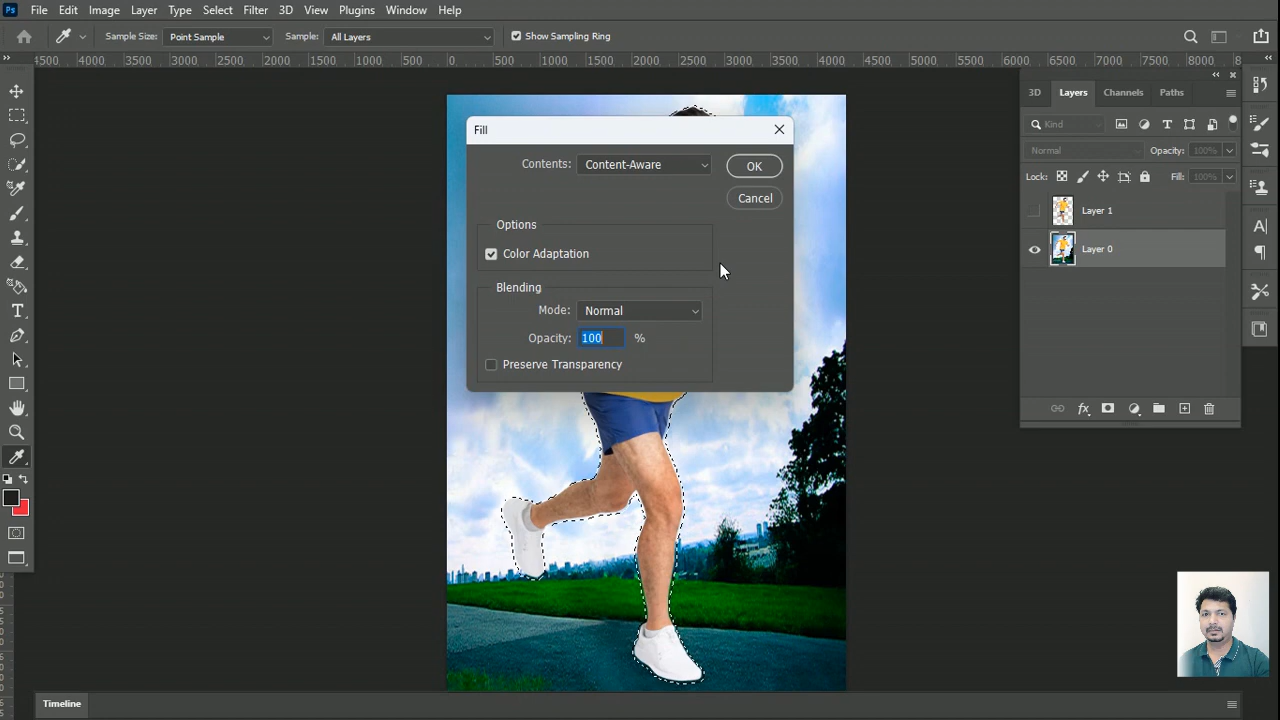 Ps File Edit Image Layer Type Select Filter 3D View Plugins Window Help
Sample Size: Point Sample Sample: All Layers Show Sampling Ring
4500 4000 3500 3000 2500 2000 1500 1000 500 0 500 1000 1500 2000 2500 3000 3500 4000 4500 5000 5500 6000 6500 7000 7500 8000 8
3D Layers Channels Paths
Kind
Normal Opacity: 100%
Lock: Fill: 100%
Layer 1
Layer 0
Fill
Contents: Content-Aware
OK
Cancel
Options
Color Adaptation
Blending
Mode: Normal
Opacity: 100 %
Preserve Transparency
Timeline